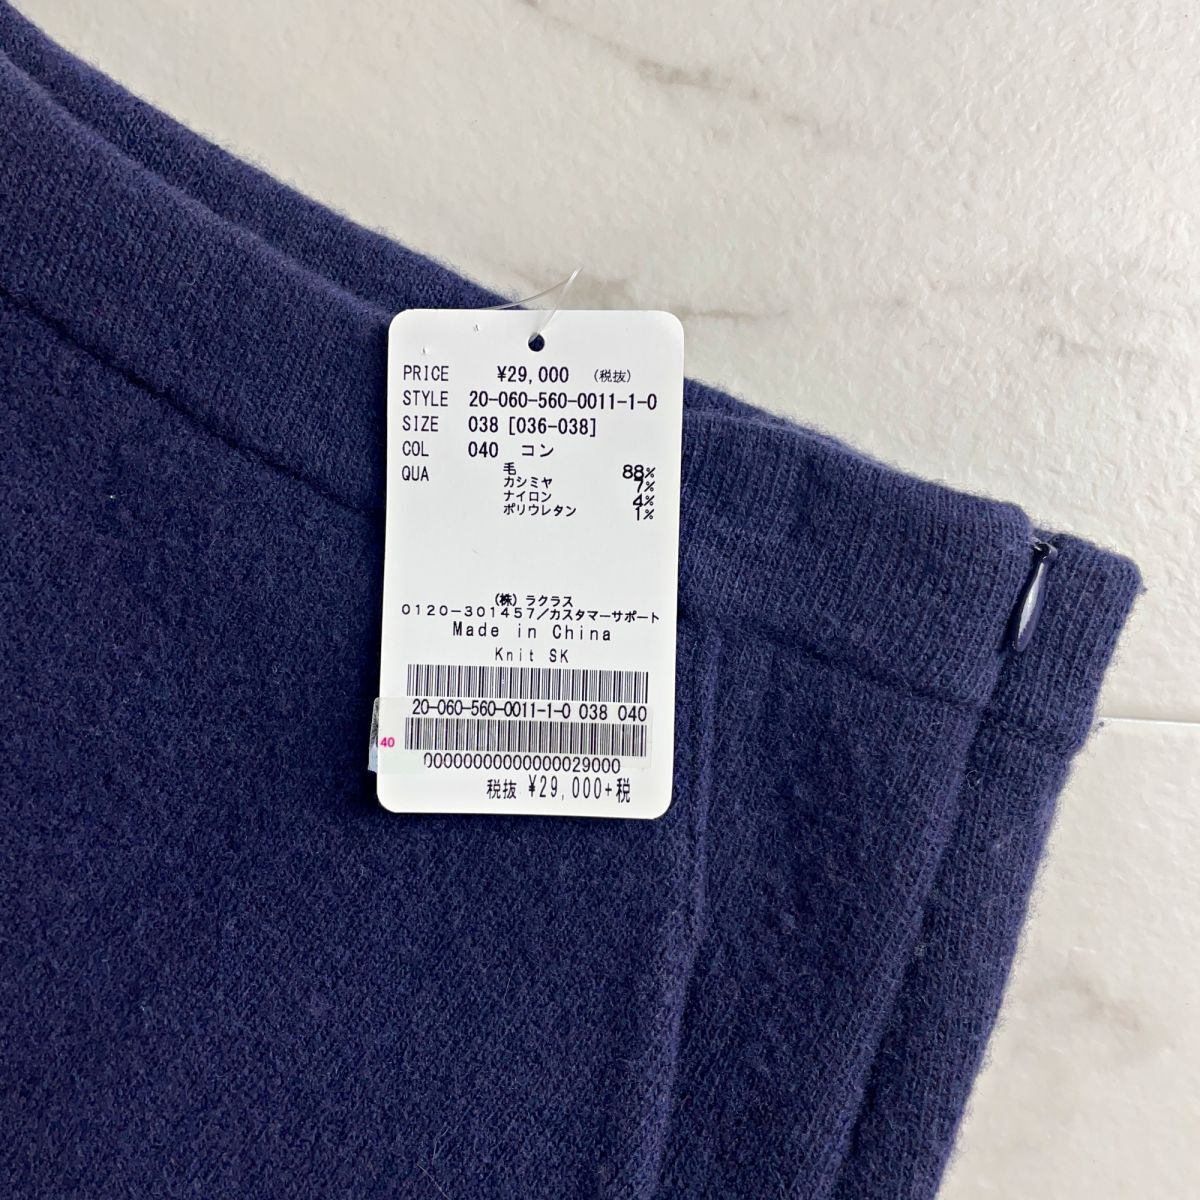 PRICE ¥29,000 (税抜)
STYLE 20-060-560-0011-1-0
SIZE 038 [036-038]
COL 040 コン
QUA 毛 88%
カシミヤ 7%
ナイロン 4%
ポリウレタン 1%
(株) ラクラス
0120-301457/カスタマーサポート
Made in China
Knit SK
20-060-560-0011-1-0 038 040
40
00000000000000029000
税抜 ¥29,000+税